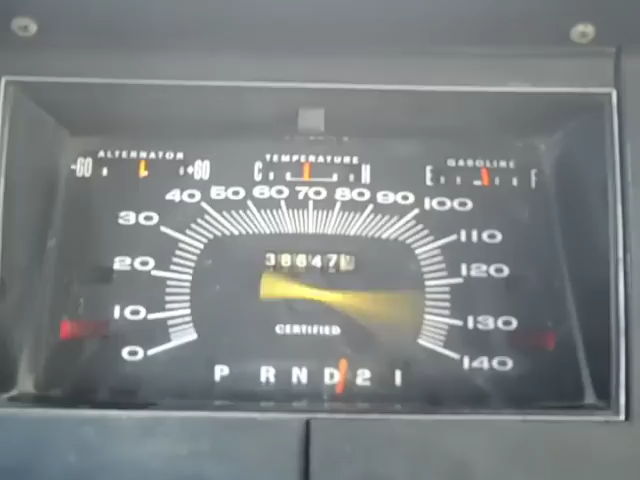 ALTERNATOR
-60 +60
TEMPERATURE
C H
GASOLINE
E F
0 10 20 30 40 50 60 70 80 90 100 110 120 130 140
38647
CERTIFIED
P R N D 2 1